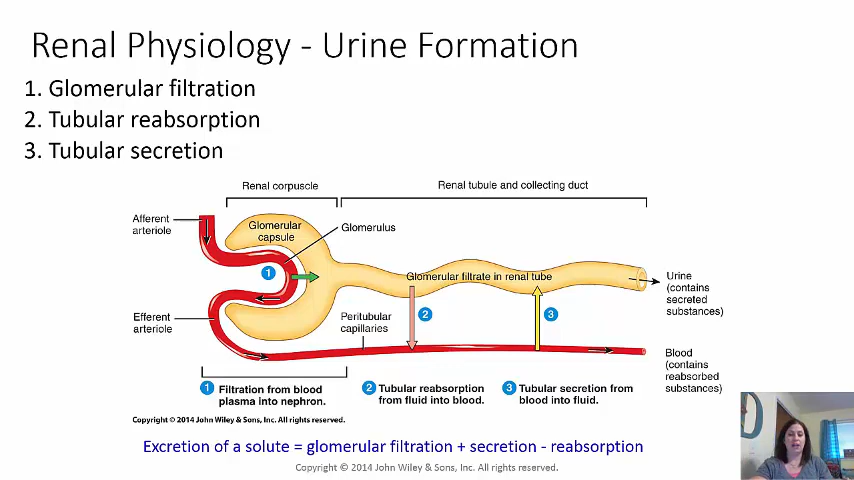 Renal Physiology - Urine Formation
1. Glomerular filtration
2. Tubular reabsorption
3. Tubular secretion
Renal corpuscle
Renal tubule and collecting duct
Afferent
arteriole
Glomerular
capsule
Glomerulus
1
Glomerular filtrate in renal tube
Urine
(contains
secreted
substances)
Efferent
arteriole
Peritubular
capillaries
2
3
Blood
(contains
reabsorbed
substances)
1 Filtration from blood
plasma into nephron.
2 Tubular reabsorption
from fluid into blood.
3 Tubular secretion from
blood into fluid.
Copyright © 2014 John Wiley & Sons, Inc. All rights reserved.
Excretion of a solute = glomerular filtration + secretion - reabsorption
Copyright © 2014 John Wiley & Sons, Inc. All rights reserved.